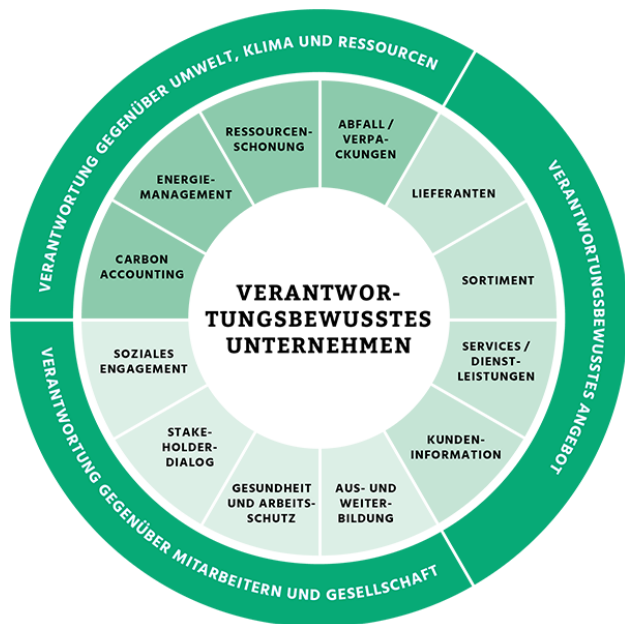 VERANTWORTUNG GEGENÜBER UMWELT, KLIMA UND RESSOURCEN
VERANTWORTUNGSBEWUSSTES ANGEBOT
VERANTWORTUNG GEGENÜBER MITARBEITERN UND GESELLSCHAFT
RESSOURCEN-
SCHONUNG
ABFALL /
VERPA-
CKUNGEN
LIEFERANTEN
SORTIMENT
SERVICES /
DIENST-
LEISTUNGEN
KUNDEN-
INFORMATION
AUS- UND
WEITER-
BILDUNG
GESUNDHEIT
UND ARBEITS-
SCHUTZ
STAKE-
HOLDER-
DIALOG
SOZIALES
ENGAGEMENT
CARBON
ACCOUNTING
ENERGIE-
MANAGEMENT
VERANTWOR-
TUNGSBEWUSSTES
UNTERNEHMEN